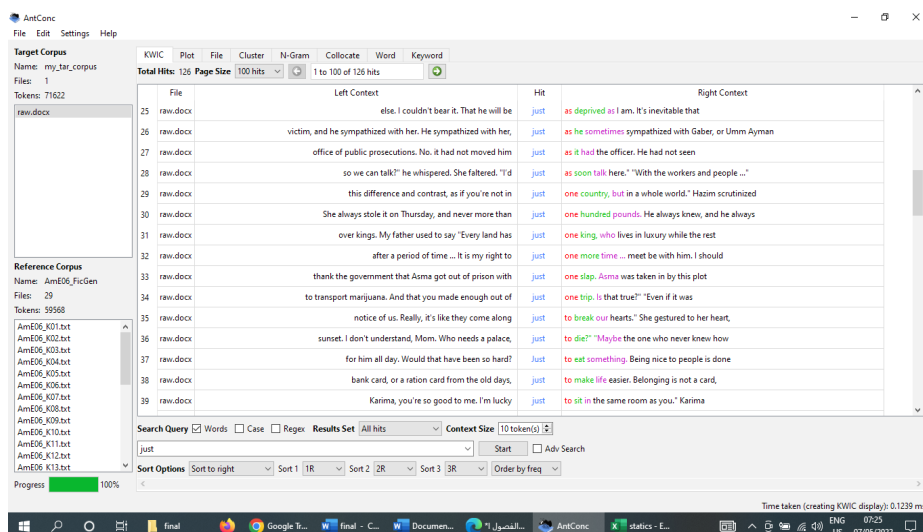 AntConc
File Edit Settings Help
Target Corpus
Name: my_tar_corpus
Files: 1
Tokens: 71622
raw.docx
Reference Corpus
Name: AmE06_FicGen
Files: 29
Tokens: 59568
AmE06_K01.txt
AmE06_K02.txt
AmE06_K03.txt
AmE06_K04.txt
AmE06_K05.txt
AmE06_K06.txt
AmE06_K07.txt
AmE06_K08.txt
AmE06_K09.txt
AmE06_K10.txt
AmE06_K11.txt
AmE06_K12.txt
AmE06_K13.txt
Progress 100%
KWIC Plot File Cluster N-Gram Collocate Word Keyword
Total Hits: 126 Page Size 100 hits 1 to 100 of 126 hits
File Left Context Hit Right Context
25 raw.docx else. I couldn't bear it. That he will be just as deprived as I am. It's inevitable that
26 raw.docx victim, and he sympathized with her. He sympathized with her, just as he sometimes sympathized with Gaber, or Umm Ayman
27 raw.docx office of public prosecutions. No. it had not moved him just as it had the officer. He had not seen
28 raw.docx so we can talk?" he whispered. She faltered. "I'd just as soon talk here." "With the workers and people ..."
29 raw.docx this difference and contrast, as if you're not in just one country, but in a whole world." Hazim scrutinized
30 raw.docx She always stole it on Thursday, and never more than just one hundred pounds. He always knew, and he always
31 raw.docx over kings. My father used to say "Every land has just one king, who lives in luxury while the rest
32 raw.docx after a period of time ... It is my right to just one more time ... meet be with him. I should
33 raw.docx thank the government that Asma got out of prison with just one slap. Asma was taken in by this plot
34 raw.docx to transport marijuana. And that you made enough out of just one trip. Is that true?" "Even if it was
35 raw.docx notice of us. Really, it's like they come along just to break our hearts." She gestured to her heart,
36 raw.docx sunset. I don't understand, Mom. Who needs a palace, just to die?" "Maybe the one who never knew how
37 raw.docx for him all day. Would that have been so hard? Just to eat something. Being nice to people is done
38 raw.docx bank card, or a ration card from the old days, just to make life easier. Belonging is not a card,
39 raw.docx Karima, you're so good to me. I'm lucky just to sit in the same room as you." Karima
Search Query Words Case Regex Results Set All hits Context Size 10 token(s)
just Start Adv Search
Sort Options Sort to right Sort 1 1R Sort 2 2R Sort 3 3R Order by freq
Time taken (creating KWIC display): 0.1239
final Google Tr... final - C... Documen... الفصول ا"... AntConc statics - E... ENG 07:25
07/05/2022